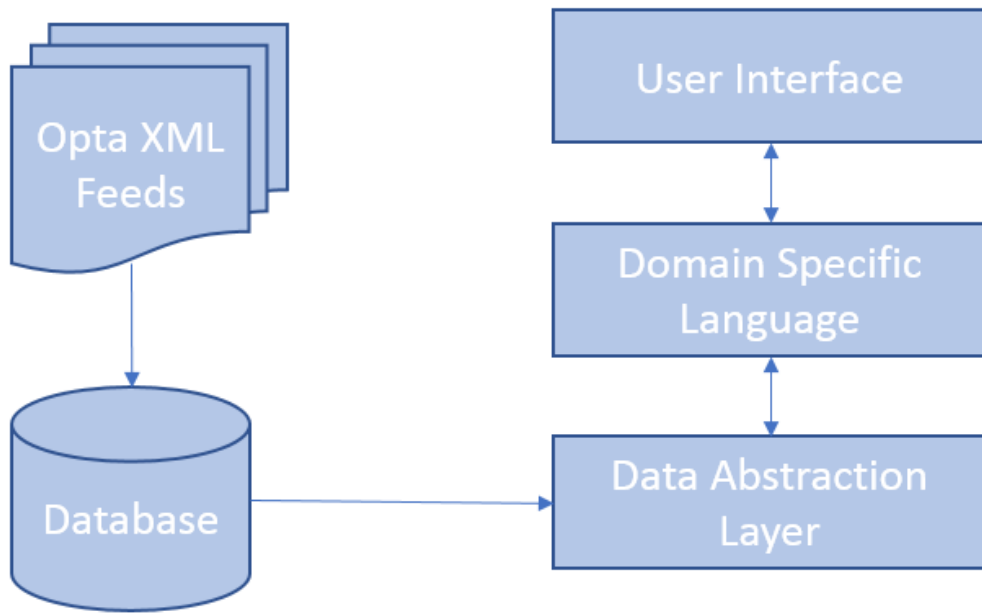 Opta XML
Feeds
User Interface
Domain Specific
Language
Database
Data Abstraction
Layer